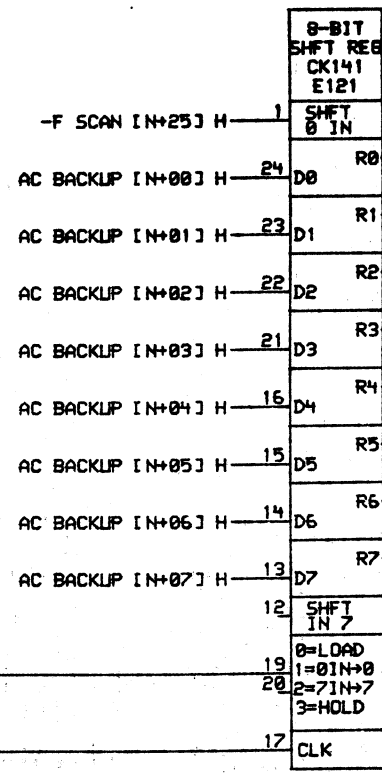 8-BIT
SHFT REG
CK141
E121
-F SCAN [N+25] H 1 SHFT
0 IN
R0
AC BACKUP [N+00] H 24 D0
R1
AC BACKUP [N+01] H 23 D1
R2
AC BACKUP [N+02] H 22 D2
R3
AC BACKUP [N+03] H 21 D3
R4
AC BACKUP [N+04] H 16 D4
R5
AC BACKUP [N+05] H 15 D5
R6
AC BACKUP [N+06] H 14 D6
R7
AC BACKUP [N+07] H 13 D7
12 SHFT
IN 7
0=LOAD
19 1=0IN→0
20 2=7IN→7
3=HOLD
17 CLK